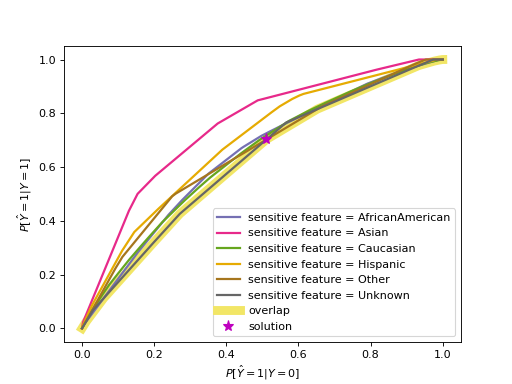 1.0
0.8
0.6
0.4
0.2
0.0
P[Ŷ = 1|Y = 1]
sensitive feature = AfricanAmerican
sensitive feature = Asian
sensitive feature = Caucasian
sensitive feature = Hispanic
sensitive feature = Other
sensitive feature = Unknown
overlap
solution
0.0 0.2 0.4 0.6 0.8 1.0
P[Ŷ = 1|Y = 0]